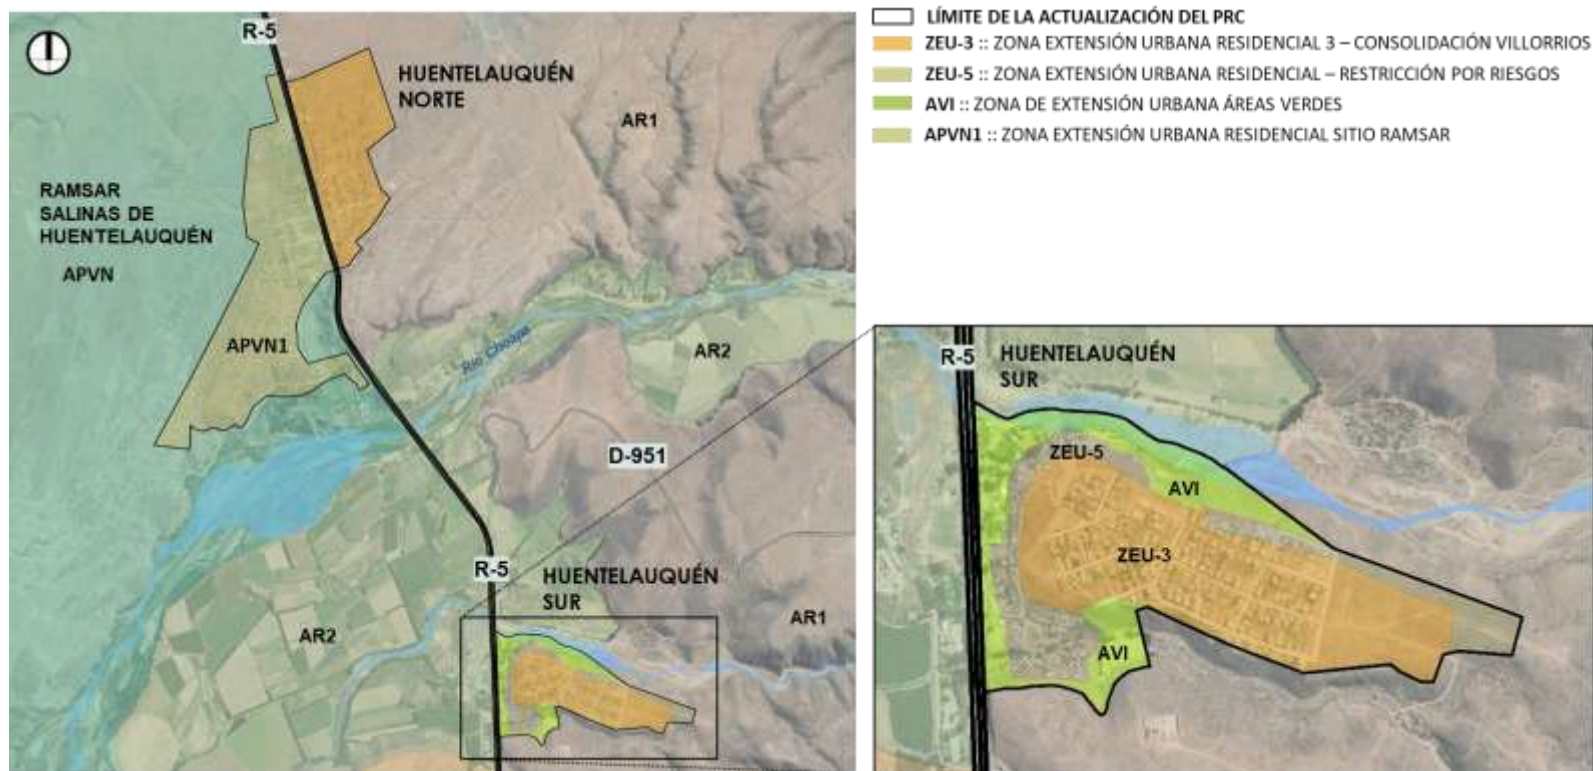 R-5
HUENTELAUQUÉN
NORTE
AR1
RAMSAR
SALINAS DE
HUENTELAUQUÉN
APVN
APVN1
Río Choapa
AR2
D-951
R-5
HUENTELAUQUÉN
SUR
AR2
AR1
LÍMITE DE LA ACTUALIZACIÓN DEL PRC
ZEU-3 :: ZONA EXTENSIÓN URBANA RESIDENCIAL 3 – CONSOLIDACIÓN VILLORRIOS
ZEU-5 :: ZONA EXTENSIÓN URBANA RESIDENCIAL – RESTRICCIÓN POR RIESGOS
AVI :: ZONA DE EXTENSIÓN URBANA ÁREAS VERDES
APVN1 :: ZONA EXTENSIÓN URBANA RESIDENCIAL SITIO RAMSAR
R-5
HUENTELAUQUÉN
SUR
ZEU-5
AVI
ZEU-3
AVI